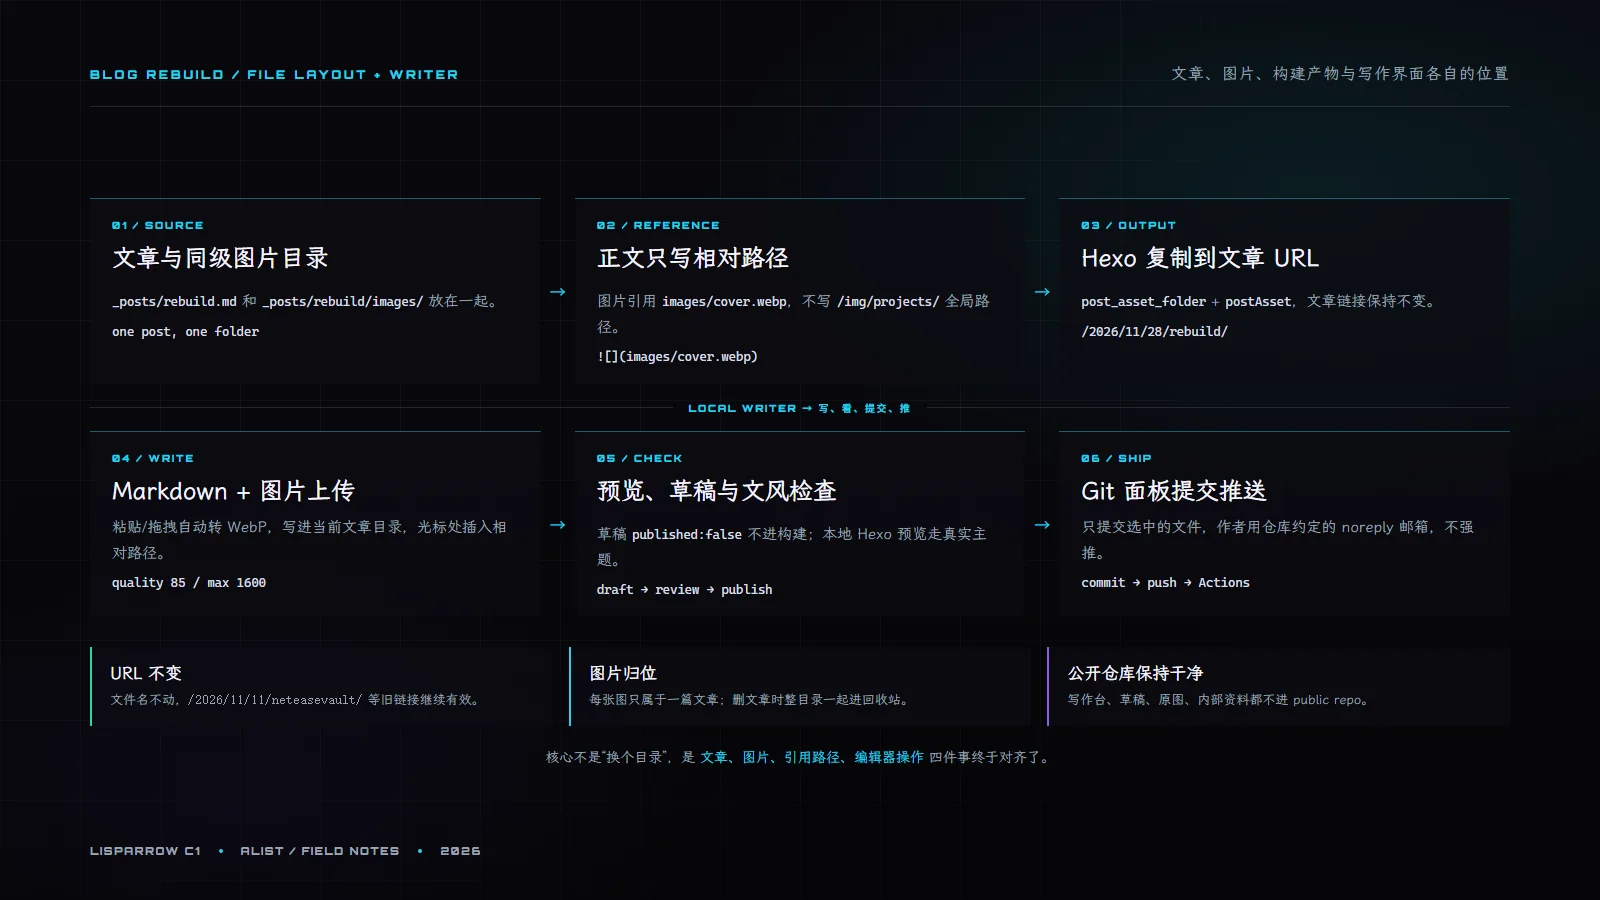 BLOG REBUILD / FILE LAYOUT + WRITER
文章、图片、构建产物与写作界面各自的位置
01 / SOURCE
文章与同级图片目录
_posts/rebuild.md 和 _posts/rebuild/images/ 放在一起。
one post, one folder
→
02 / REFERENCE
正文只写相对路径
图片引用 images/cover.webp，不写 /img/projects/ 全局路
径。
![](images/cover.webp)
→
03 / OUTPUT
Hexo 复制到文章 URL
post_asset_folder + postAsset，文章链接保持不变。
/2026/11/28/rebuild/
LOCAL WRITER → 写、看、提交、推
04 / WRITE
Markdown + 图片上传
粘贴/拖拽自动转 WebP，写进当前文章目录，光标处插入相
对路径。
quality 85 / max 1600
→
05 / CHECK
预览、草稿与文风检查
草稿 published:false 不进构建；本地 Hexo 预览走真实主
题。
draft → review → publish
→
06 / SHIP
Git 面板提交推送
只提交选中的文件，作者用仓库约定的 noreply 邮箱，不强
推。
commit → push → Actions
URL 不变
文件名不动，/2026/11/11/neteasevault/ 等旧链接继续有效。
图片归位
每张图只属于一篇文章；删文章时整目录一起进回收站。
公开仓库保持干净
写作台、草稿、原图、内部资料都不进 public repo。
核心不是“换个目录”，是 文章、图片、引用路径、编辑器操作 四件事终于对齐了。
LISPARROW C1 • ALIST / FIELD NOTES • 2026